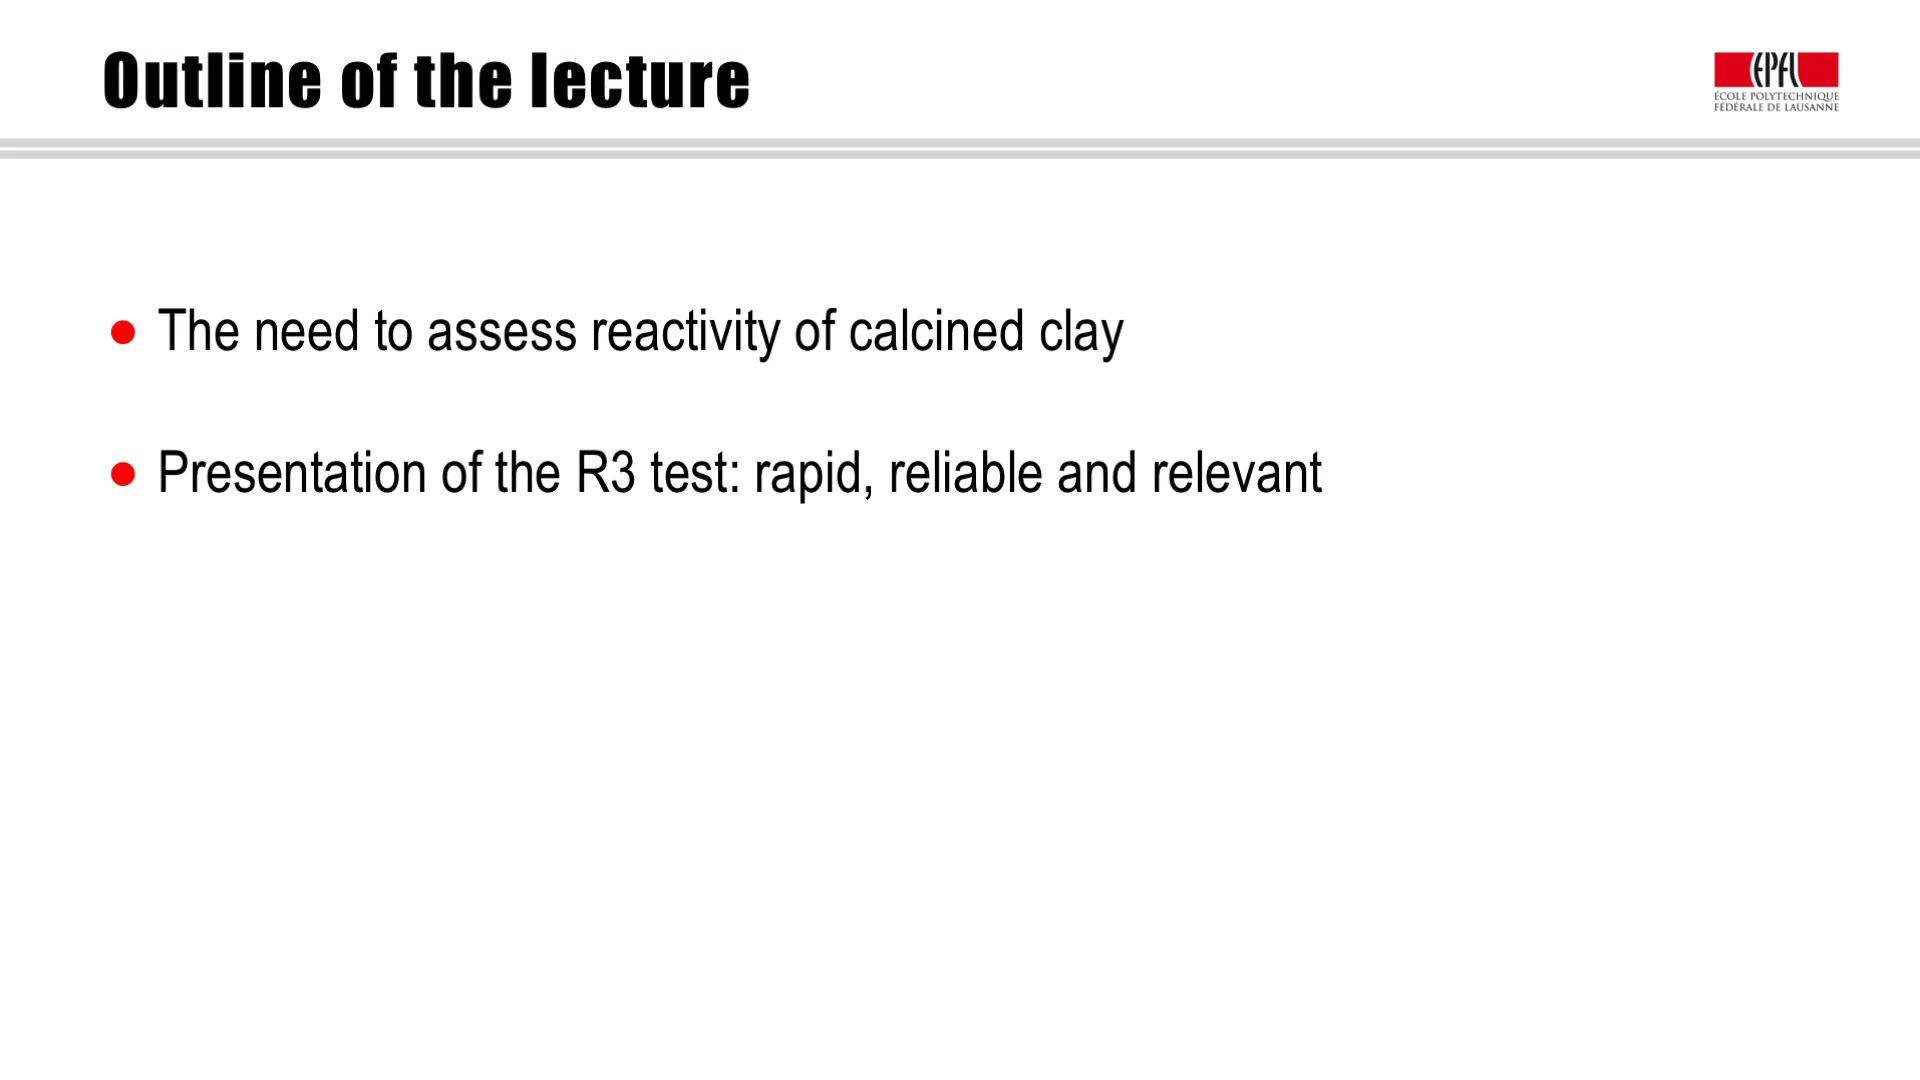 Outline of the lecture
EPFL
ÉCOLE POLYTECHNIQUE
FÉDÉRALE DE LAUSANNE
The need to assess reactivity of calcined clay
Presentation of the R3 test: rapid, reliable and relevant